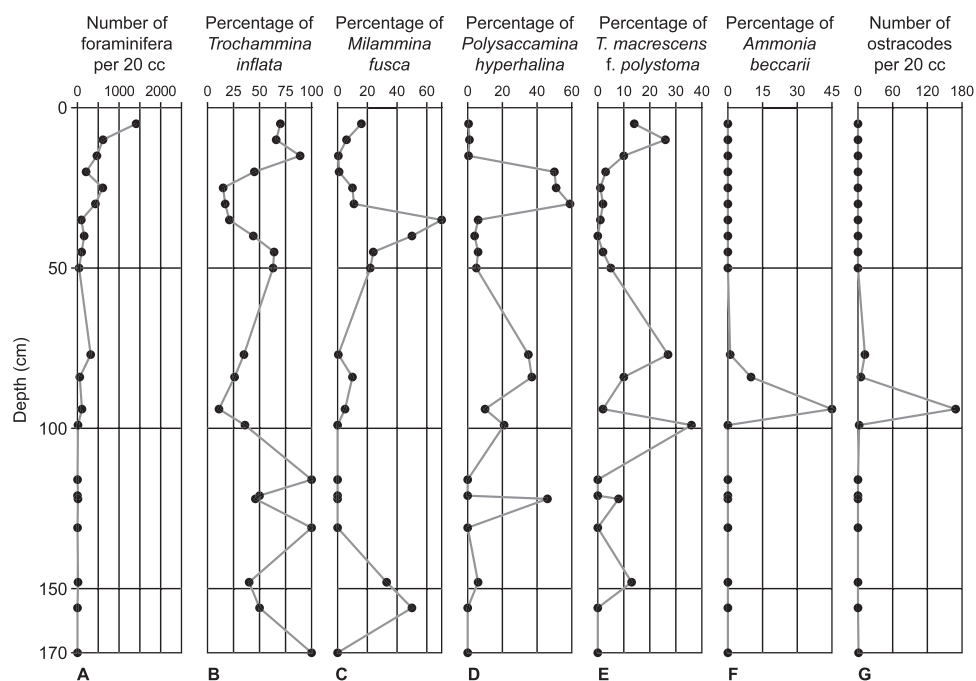 Number of
foraminifera
per 20 cc
Percentage of
Trochammina
inflata
Percentage of
Milammina
fusca
Percentage of
Polysaccamina
hyperhalina
Percentage of
T. macrescens
f. polystoma
Percentage of
Ammonia
beccarii
Number of
ostracodes
per 20 cc
0 1000 2000
0 25 50 75 100
0 20 40 60
0 20 40 60
0 10 20 30 40
0 15 30 45
0 60 120 180
0
50
100
150
170
Depth (cm)
A B C D E F G